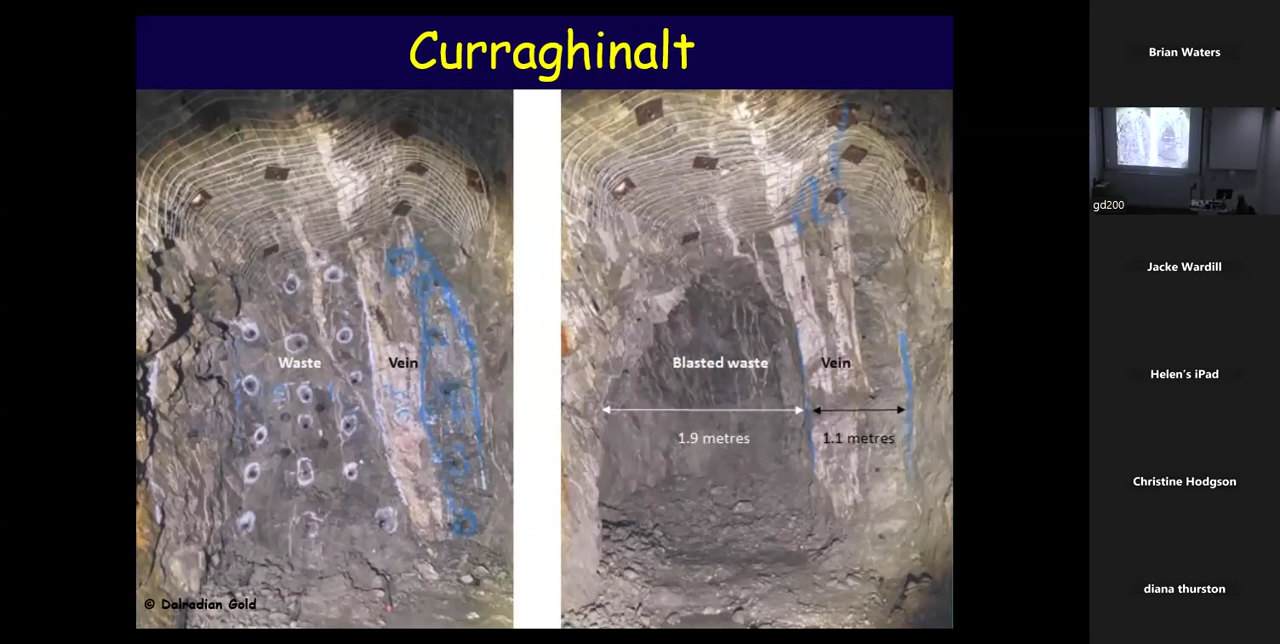 Curraghinalt
Waste
Vein
Blasted waste
Vein
1.9 metres
1.1 metres
© Dalradian Gold
Brian Waters
gd200
Jacke Wardill
Helen's iPad
Christine Hodgson
diana thurston